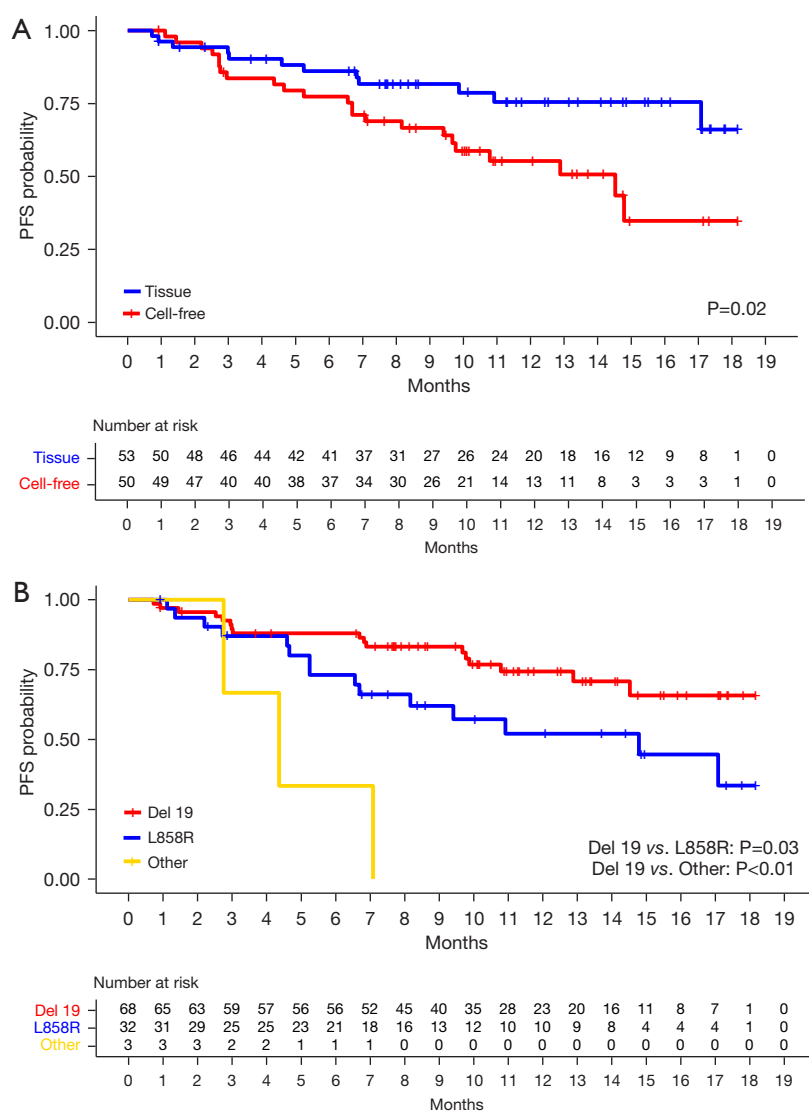 A
1.00
0.75
0.50
0.25
0.00
PFS probability
Tissue
Cell-free
P=0.02
0 1 2 3 4 5 6 7 8 9 10 11 12 13 14 15 16 17 18 19
Months
Number at risk
Tissue 53 50 48 46 44 42 41 37 31 27 26 24 20 18 16 12 9 8 1 0
Cell-free 50 49 47 40 40 38 37 34 30 26 21 14 13 11 8 3 3 3 1 0
0 1 2 3 4 5 6 7 8 9 10 11 12 13 14 15 16 17 18 19
Months
B
1.00
0.75
0.50
0.25
0.00
PFS probability
Del 19
L858R
Other
Del 19 vs. L858R: P=0.03
Del 19 vs. Other: P<0.01
0 1 2 3 4 5 6 7 8 9 10 11 12 13 14 15 16 17 18 19
Months
Number at risk
Del 19 68 65 63 59 57 56 56 52 45 40 35 28 23 20 16 11 8 7 1 0
L858R 32 31 29 25 25 23 21 18 16 13 12 10 10 9 8 4 4 4 1 0
Other 3 3 3 2 2 1 1 1 0 0 0 0 0 0 0 0 0 0 0 0
0 1 2 3 4 5 6 7 8 9 10 11 12 13 14 15 16 17 18 19
Months